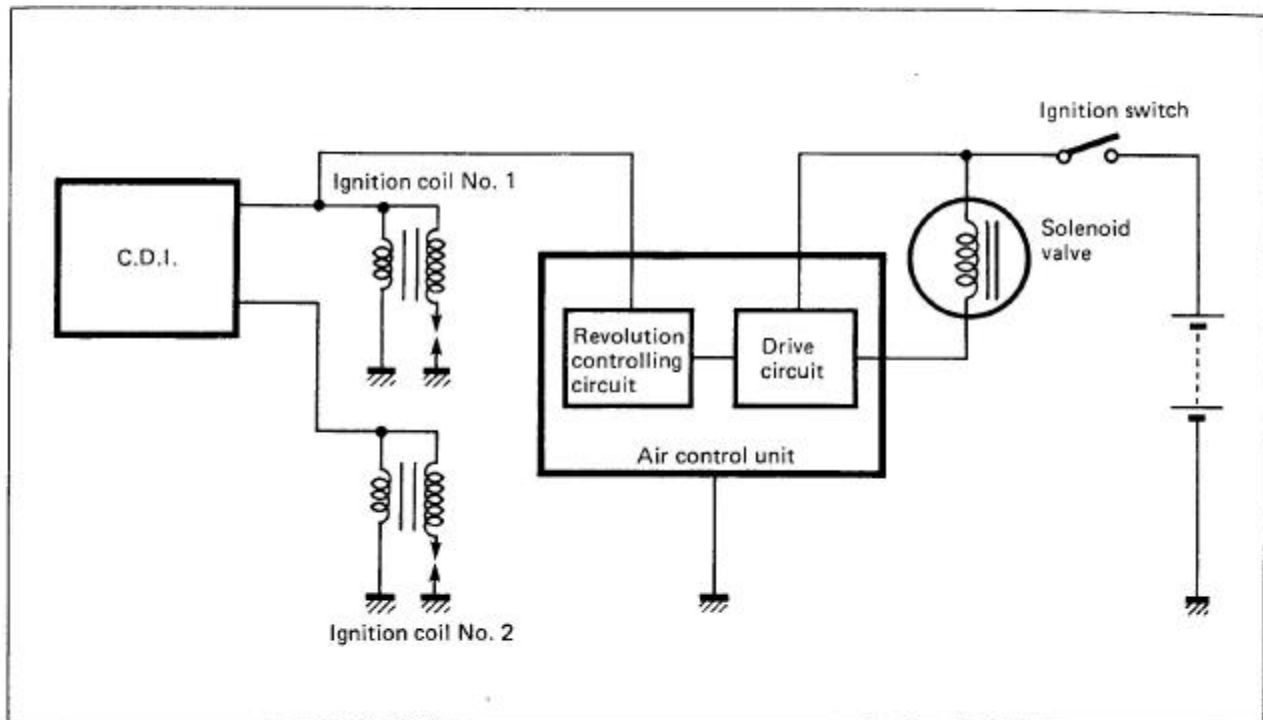 Ignition switch
Ignition coil No. 1
C.D.I.
Solenoid
valve
Revolution
controlling
circuit
Drive
circuit
Air control unit
Ignition coil No. 2